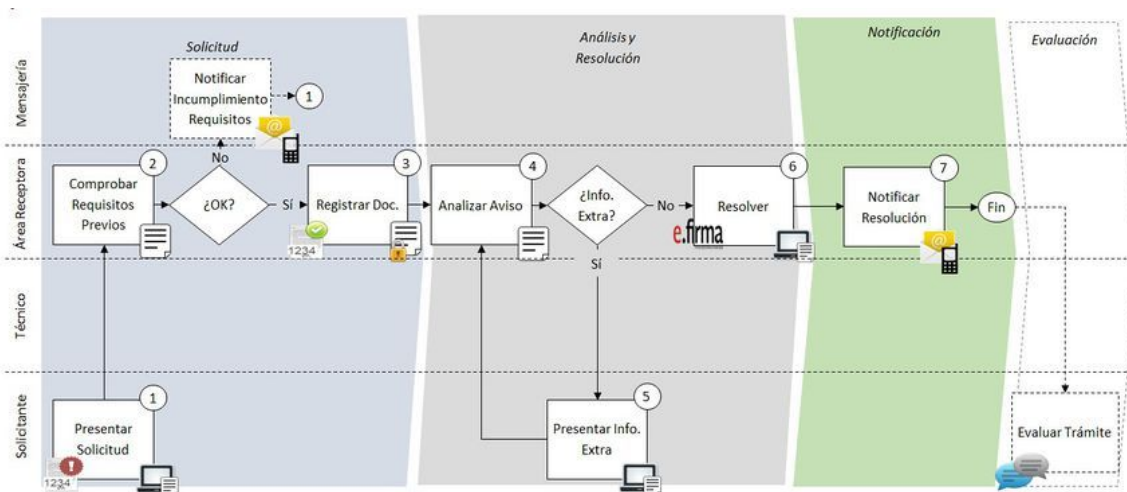 Solicitud
Análisis y
Resolución
Notificación
Evaluación
Mensajería
Notificar
Incumplimiento
Requisitos
1
No
Área Receptora
2
Comprobar
Requisitos
Previos
¿OK?
Sí
3
Registrar Doc.
1234
4
Analizar Aviso
¿Info.
Extra?
No
Sí
6
Resolver
e.firma
7
Notificar
Resolución
Fin
Técnico
Solicitante
1
Presentar
Solicitud
1234
5
Presentar Info.
Extra
Evaluar Trámite